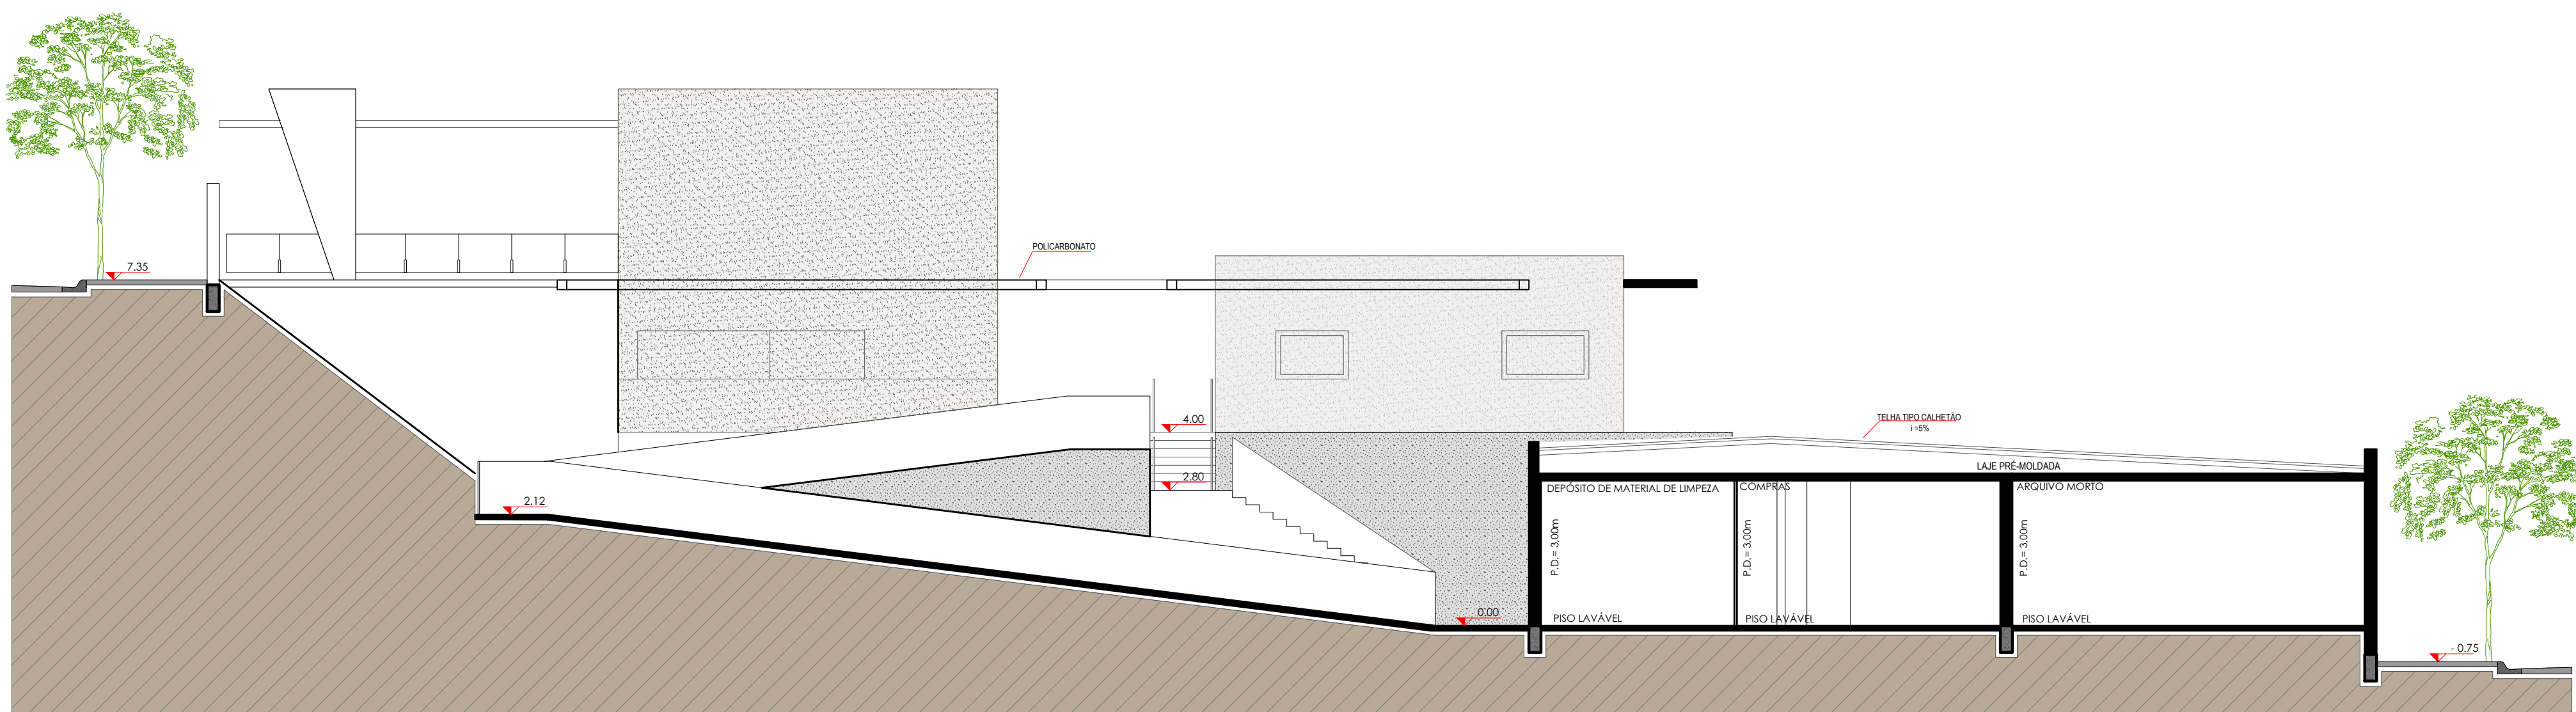 POLICARBONATO
7.35
4.00
TELHA TIPO CALHETÃO
i =5%
LAJE PRÉ-MOLDADA
2.80
DEPÓSITO DE MATERIAL DE LIMPEZA
COMPRAS
ARQUIVO MORTO
2.12
P.D.= 3,00m
P.D.= 3,00m
P.D.= 3,00m
0.00
PISO LAVÁVEL
PISO LAVÁVEL
PISO LAVÁVEL
- 0.75